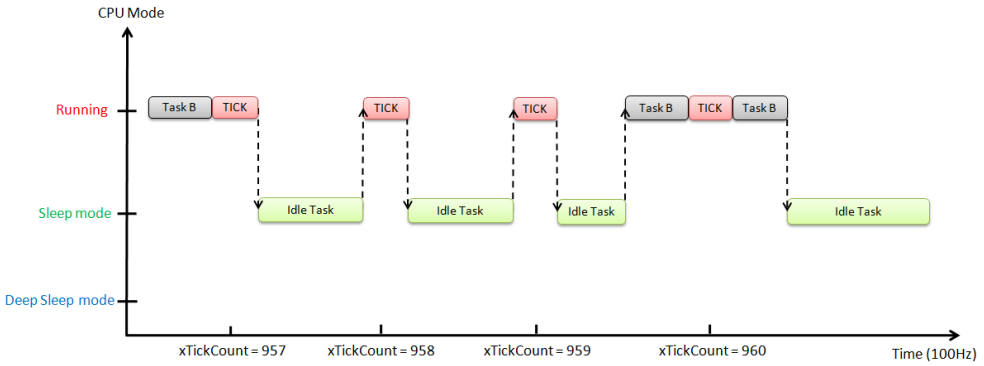 CPU Mode
Running
Task B
TICK
TICK
TICK
Task B
TICK
Task B
Sleep mode
Idle Task
Idle Task
Idle Task
Idle Task
Deep Sleep mode
xTickCount = 957
xTickCount = 958
xTickCount = 959
xTickCount = 960
Time (100Hz)